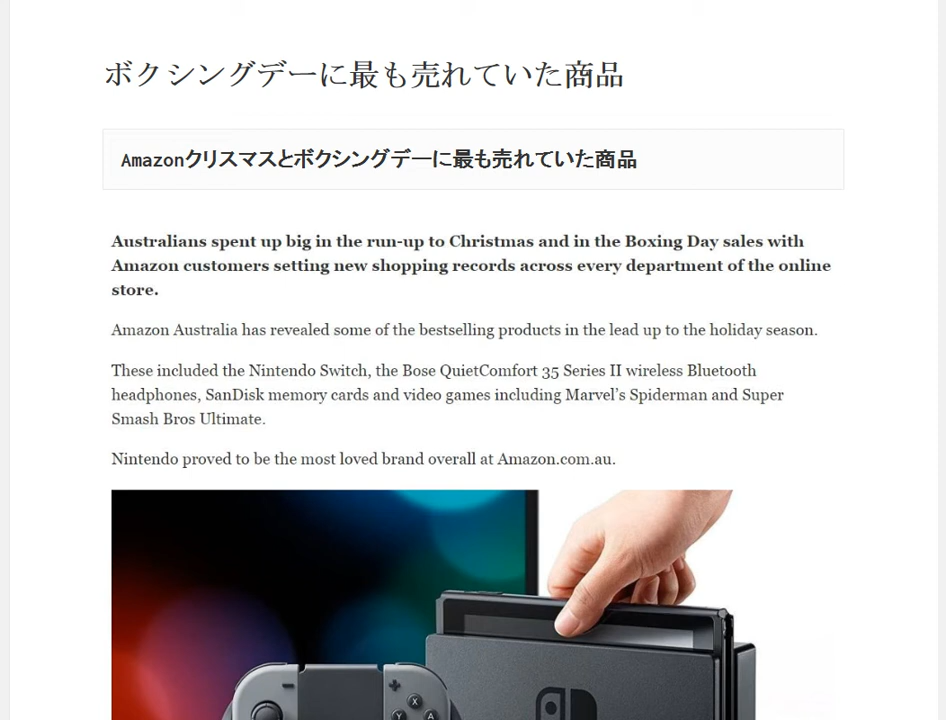 ボクシングデーに最も売れていた商品
Amazonクリスマスとボクシングデーに最も売れていた商品
Australians spent up big in the run-up to Christmas and in the Boxing Day sales with
Amazon customers setting new shopping records across every department of the online
store.
Amazon Australia has revealed some of the bestselling products in the lead up to the holiday season.
These included the Nintendo Switch, the Bose QuietComfort 35 Series II wireless Bluetooth
headphones, SanDisk memory cards and video games including Marvel’s Spiderman and Super
Smash Bros Ultimate.
Nintendo proved to be the most loved brand overall at Amazon.com.au.
X
Y A